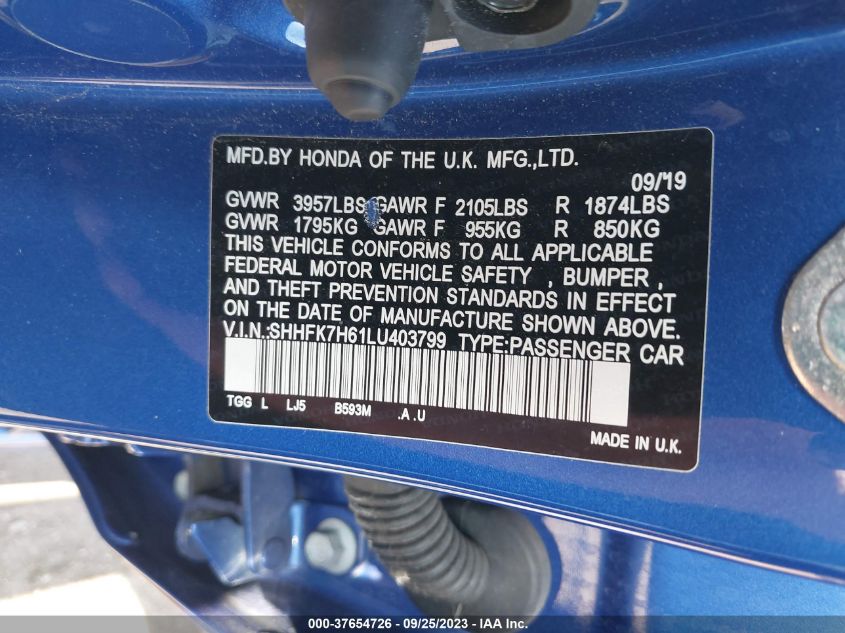 MFD.BY HONDA OF THE U.K. MFG.,LTD.
09/'19
GVWR 3957LBS GAWR F 2105LBS R 1874LBS
GVWR 1795KG GAWR F 955KG R 850KG
THIS VEHICLE CONFORMS TO ALL APPLICABLE
FEDERAL MOTOR VEHICLE SAFETY , BUMPER ,
AND THEFT PREVENTION STANDARDS IN EFFECT
ON THE DATE OF MANUFACTURE SHOWN ABOVE.
V.I.N.:SHHFK7H61LU403799 TYPE:PASSENGER CAR
TGG L LJ5 B593M .A .U
MADE IN U.K.
000-37654726 - 09/25/2023 - IAA Inc.